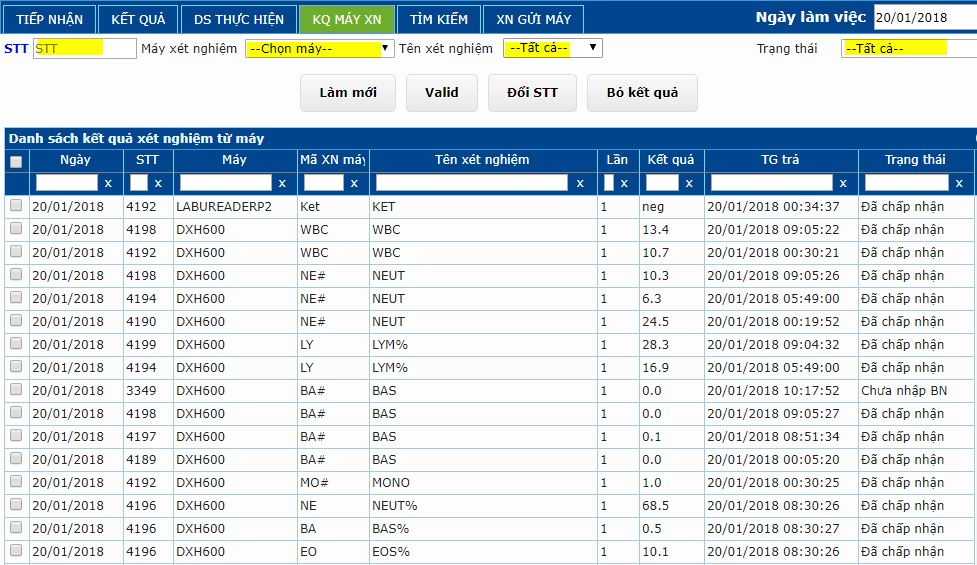 TIẾP NHẬN KẾT QUẢ DS THỰC HIỆN KQ MÁY XN TÌM KIẾM XN GỬI MÁY Ngày làm việc 20/01/2018
STT STT Máy xét nghiệm --Chọn máy-- Tên xét nghiệm --Tất cả-- Trạng thái --Tất cả--
Làm mới Valid Đổi STT Bỏ kết quả
Danh sách kết quả xét nghiệm từ máy
Ngày STT Máy Mã XN máy Tên xét nghiệm Lần Kết quả TG trả Trạng thái
x x x x x x x x x
20/01/2018 4192 LABUREADERP2 Ket KET 1 neg 20/01/2018 00:34:37 Đã chấp nhận
20/01/2018 4198 DXH600 WBC WBC 1 13.4 20/01/2018 09:05:22 Đã chấp nhận
20/01/2018 4192 DXH600 WBC WBC 1 10.7 20/01/2018 00:30:21 Đã chấp nhận
20/01/2018 4198 DXH600 NE# NEUT 1 10.3 20/01/2018 09:05:26 Đã chấp nhận
20/01/2018 4194 DXH600 NE# NEUT 1 6.3 20/01/2018 05:49:00 Đã chấp nhận
20/01/2018 4190 DXH600 NE# NEUT 1 24.5 20/01/2018 00:19:52 Đã chấp nhận
20/01/2018 4199 DXH600 LY LYM% 1 28.3 20/01/2018 09:04:32 Đã chấp nhận
20/01/2018 4194 DXH600 LY LYM% 1 16.9 20/01/2018 05:49:00 Đã chấp nhận
20/01/2018 3349 DXH600 BA# BAS 1 0.0 20/01/2018 10:17:52 Chưa nhập BN
20/01/2018 4198 DXH600 BA# BAS 1 0.0 20/01/2018 09:05:27 Đã chấp nhận
20/01/2018 4197 DXH600 BA# BAS 1 0.1 20/01/2018 08:51:34 Đã chấp nhận
20/01/2018 4189 DXH600 BA# BAS 1 0.0 20/01/2018 00:05:20 Đã chấp nhận
20/01/2018 4192 DXH600 MO# MONO 1 1.0 20/01/2018 00:30:25 Đã chấp nhận
20/01/2018 4196 DXH600 NE NEUT% 1 68.5 20/01/2018 08:30:26 Đã chấp nhận
20/01/2018 4196 DXH600 BA BAS% 1 0.5 20/01/2018 08:30:27 Đã chấp nhận
20/01/2018 4196 DXH600 EO EOS% 1 10.1 20/01/2018 08:30:26 Đã chấp nhận